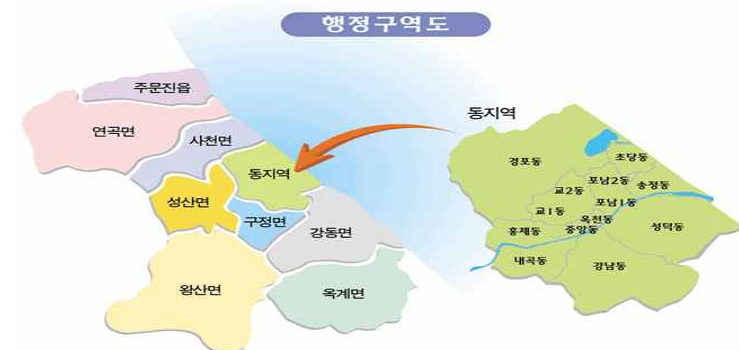 행정구역도
주문진읍
연곡면
사천면
동지역
성산면
구정면
강동면
왕산면
옥계면
동지역
경포동
초당동
포남2동
송정동
교2동
포남1동
교1동
옥천동
홍제동
중앙동
성덕동
내곡동
강남동